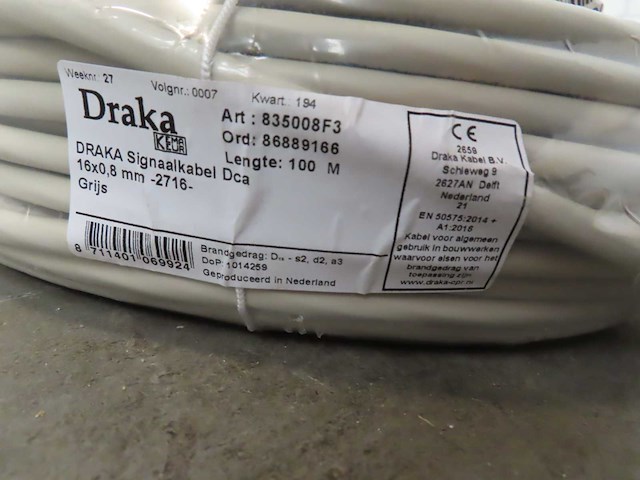 Weeknr: 27
Volgnr.: 0007
Kwart: 194
Draka
KEMA
Art : 835008F3
Ord: 86889166
Lengte: 100 M
DRAKA Signaalkabel Dca
16x0,8 mm -2716-
Grijs
8 711401 069924
Brandgedrag: Dca - s2, d2, a3
DoP 1014259
Geproduceerd in Nederland
CE
2659
Draka Kabel B.V.
Schieweg 9
2627AN Delft
Nederland
21
EN 50575:2014 +
A1:2016
Kabel voor algemeen
gebruik in bouwwerken
waarvoor eisen voor het
brandgedrag van
toepassing zijn
www.draka-cpr.nl